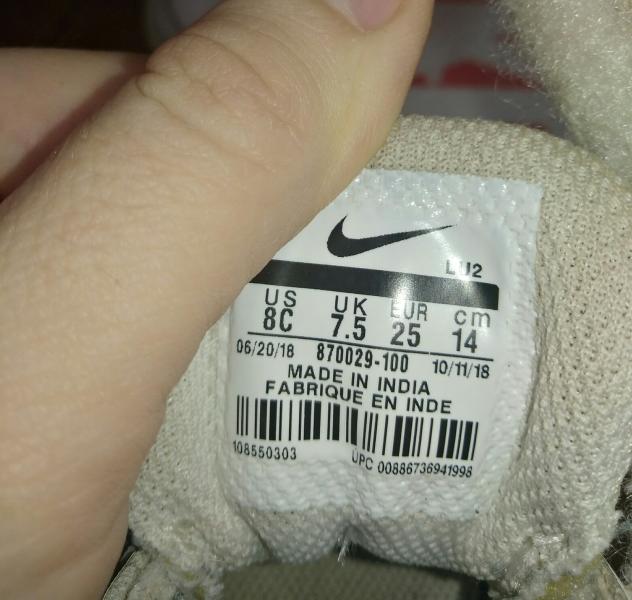 LU2
US UK EUR cm
8C 7.5 25 14
06/20/18 870029-100 10/11/18
MADE IN INDIA
FABRIQUE EN INDE
108550303 UPC 00886736941998